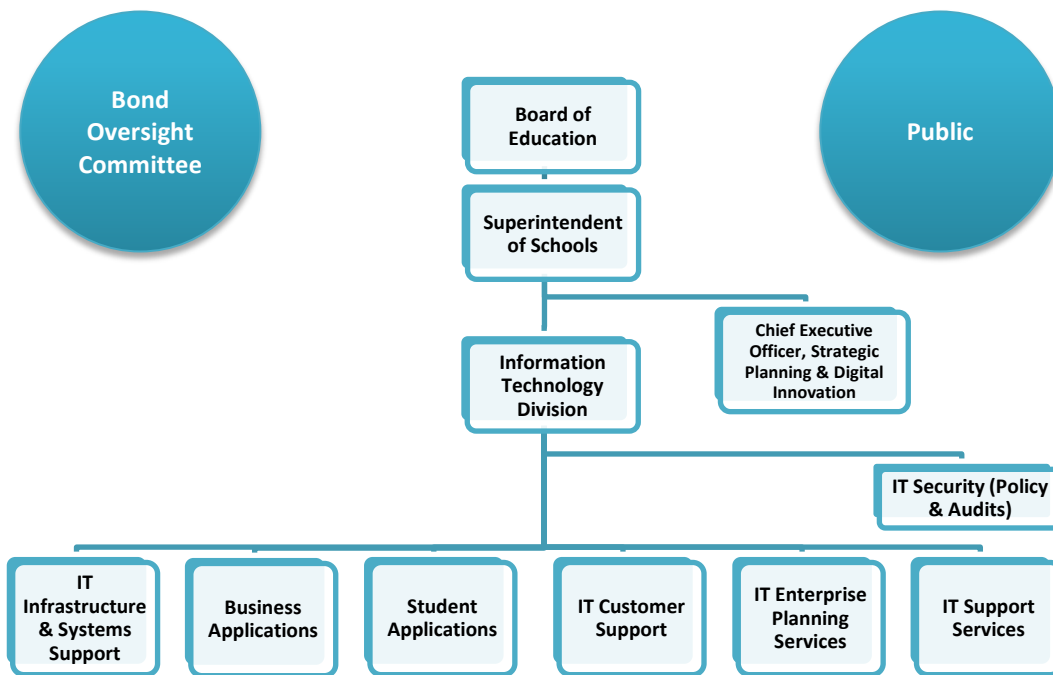 Bond
Oversight
Committee
Board of
Education
Public
Superintendent
of Schools
Chief Executive
Officer, Strategic
Planning & Digital
Innovation
Information
Technology
Division
IT Security (Policy
& Audits)
IT
Infrastructure
& Systems
Support
Business
Applications
Student
Applications
IT Customer
Support
IT Enterprise
Planning
Services
IT Support
Services